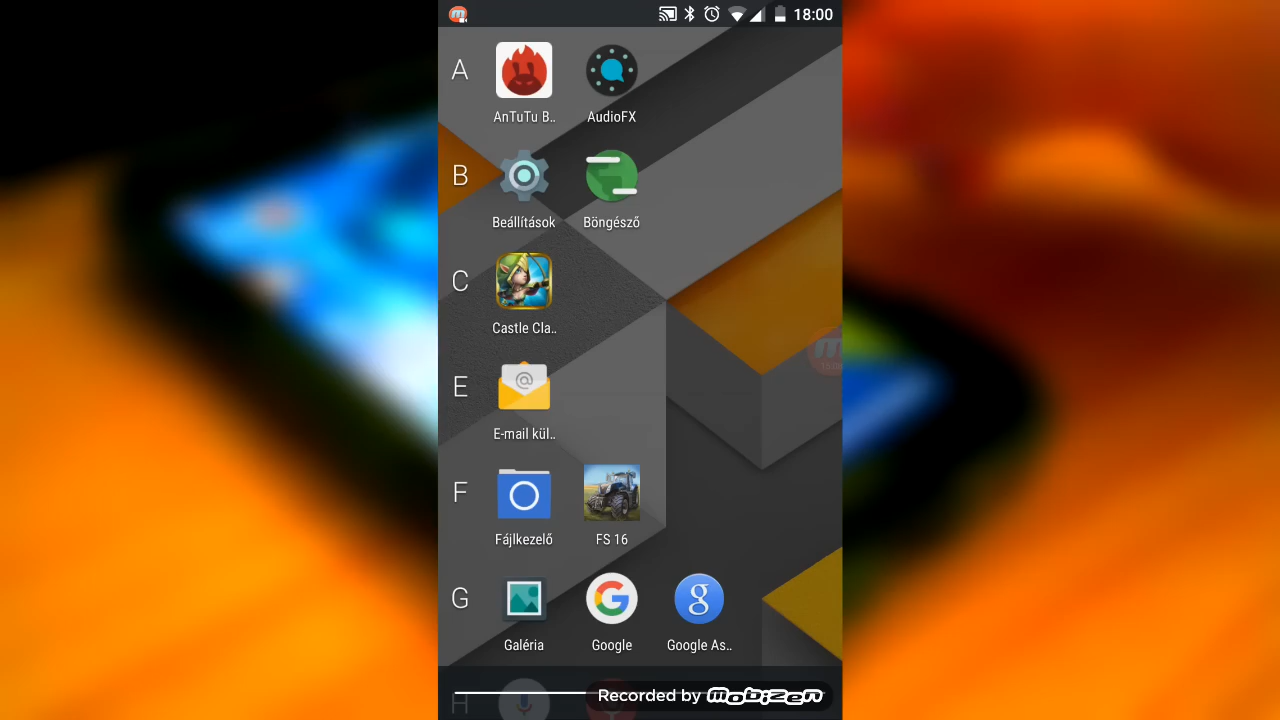 18:00
A
AnTuTu B..
AudioFX
B
Beállítások
Böngésző
C
Castle Cla..
E
E-mail kül..
F
Fájlkezelő
FS 16
G
Galéria
Google
Google As..
H
Recorded by MOBIZEN